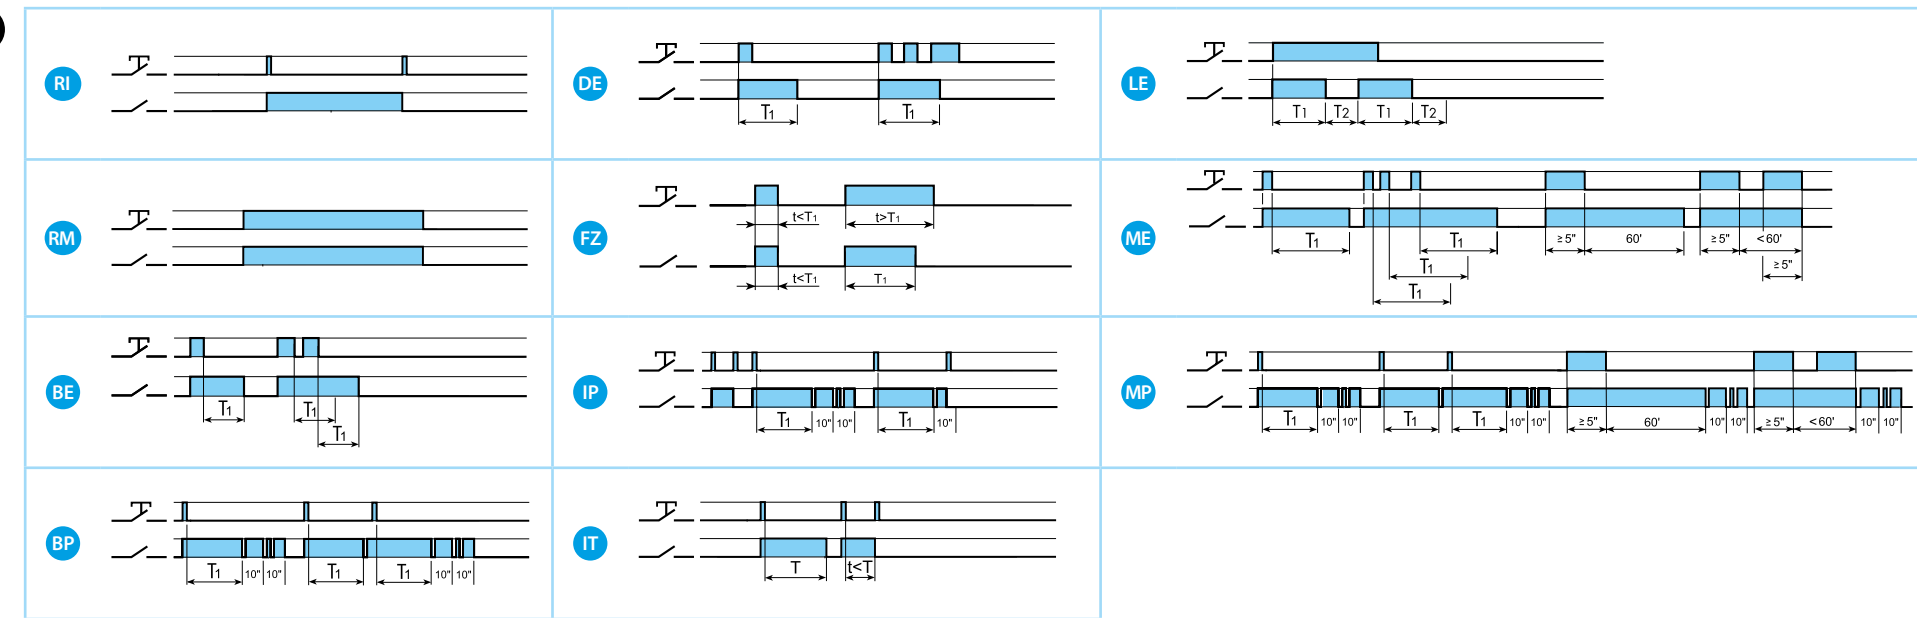 RI
DE
T1 T1
LE
T1 T2 T1 T2
RM
FZ
t<T1 t>T1
t<T1 T1
ME
T1 T1 ≥5" 60' ≥5" <60'
T1 ≥5"
T1
BE
T1 T1
T1
IP
T1 10" 10" T1 10"
MP
T1 10" 10" T1 T1 10" 10" ≥5" 60' 10" 10" ≥5" <60' 10" 10"
BP
T1 10" 10" T1 T1 10" 10"
IT
T t<T